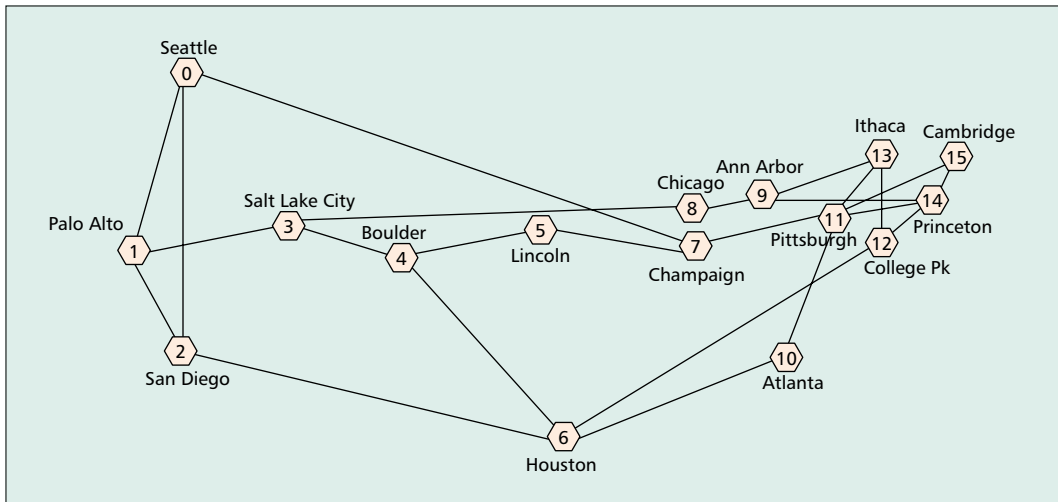 Seattle
0
Ithaca
13
Cambridge
15
Ann Arbor
9
Chicago
8
Salt Lake City
3
Palo Alto
1
Boulder
4
5
Lincoln
7
Champaign
11
Pittsburgh
14
Princeton
12
College Pk
2
San Diego
10
Atlanta
6
Houston